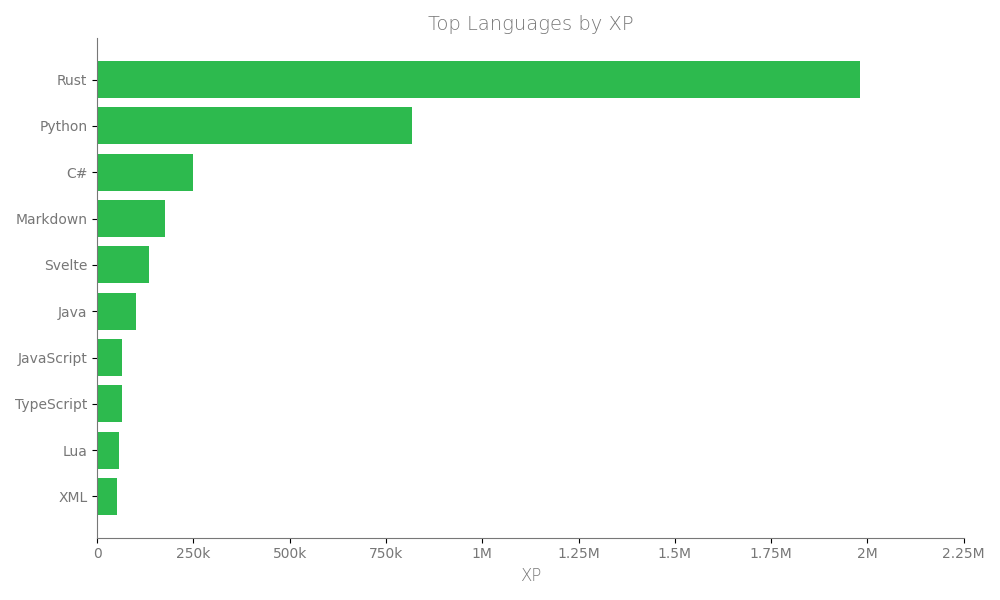 Top Languages by XP
Rust
Python
C#
Markdown
Svelte
Java
JavaScript
TypeScript
Lua
XML
0 250k 500k 750k 1M 1.25M 1.5M 1.75M 2M 2.25M
XP